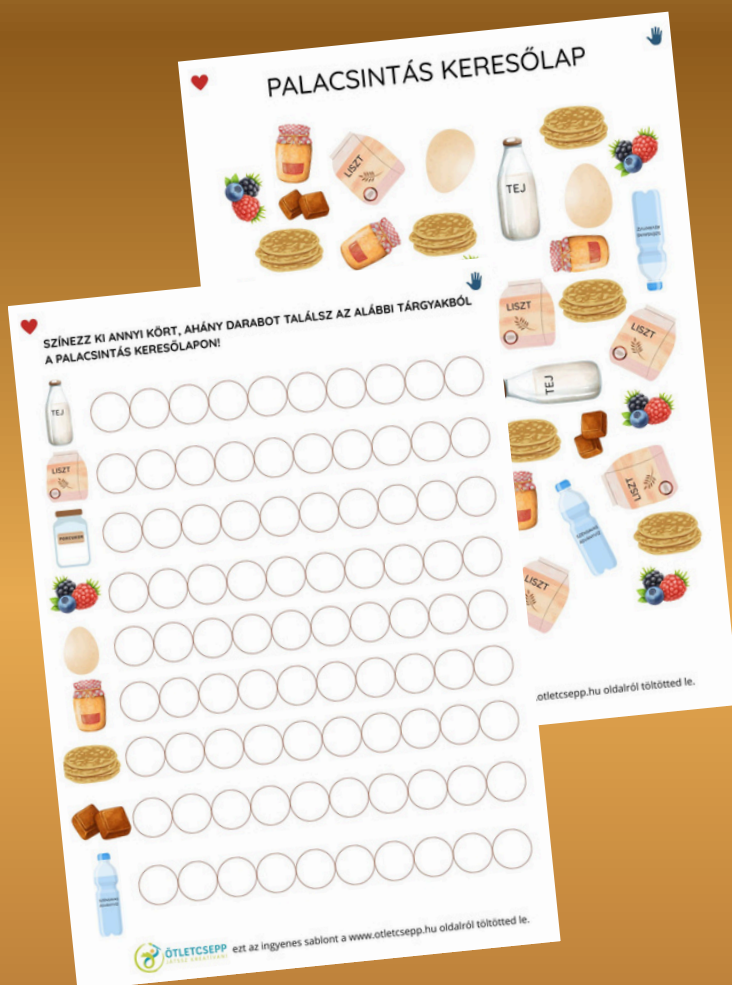 PALACSINTÁS KERESŐLAP
LISZT
TEJ
LISZT
LISZT
TEJ
LISZT
LISZT
.otletcsepp.hu oldalról töltötted le.
SZÍNEZZ KI ANNYI KÖRT, AHÁNY DARABOT TALÁLSZ AZ ALÁBBI TÁRGYAKBÓL
A PALACSINTÁS KERESŐLAPON!
TEJ
LISZT
PORCUKOR
ÖTLETCSEPP
ezt az ingyenes sablont a www.otletcsepp.hu oldalról töltötted le.